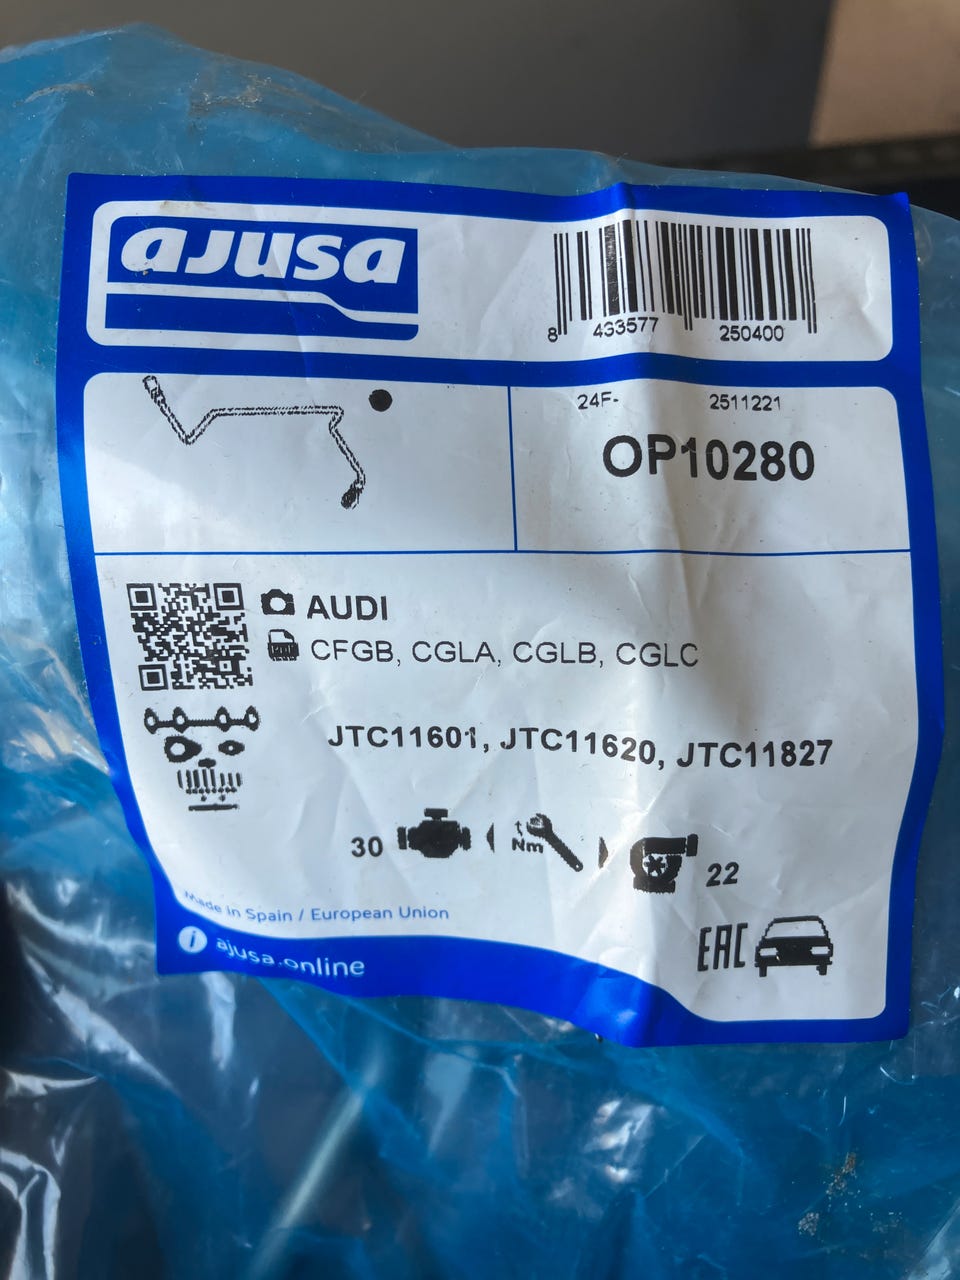 ajusa
8 433577 250400
24F- 2511221
OP10280
AUDI
CFGB, CGLA, CGLB, CGLC
JTC11601, JTC11620, JTC11827
30 t Nm 22
Made in Spain / European Union
EAC
i ajusa.online